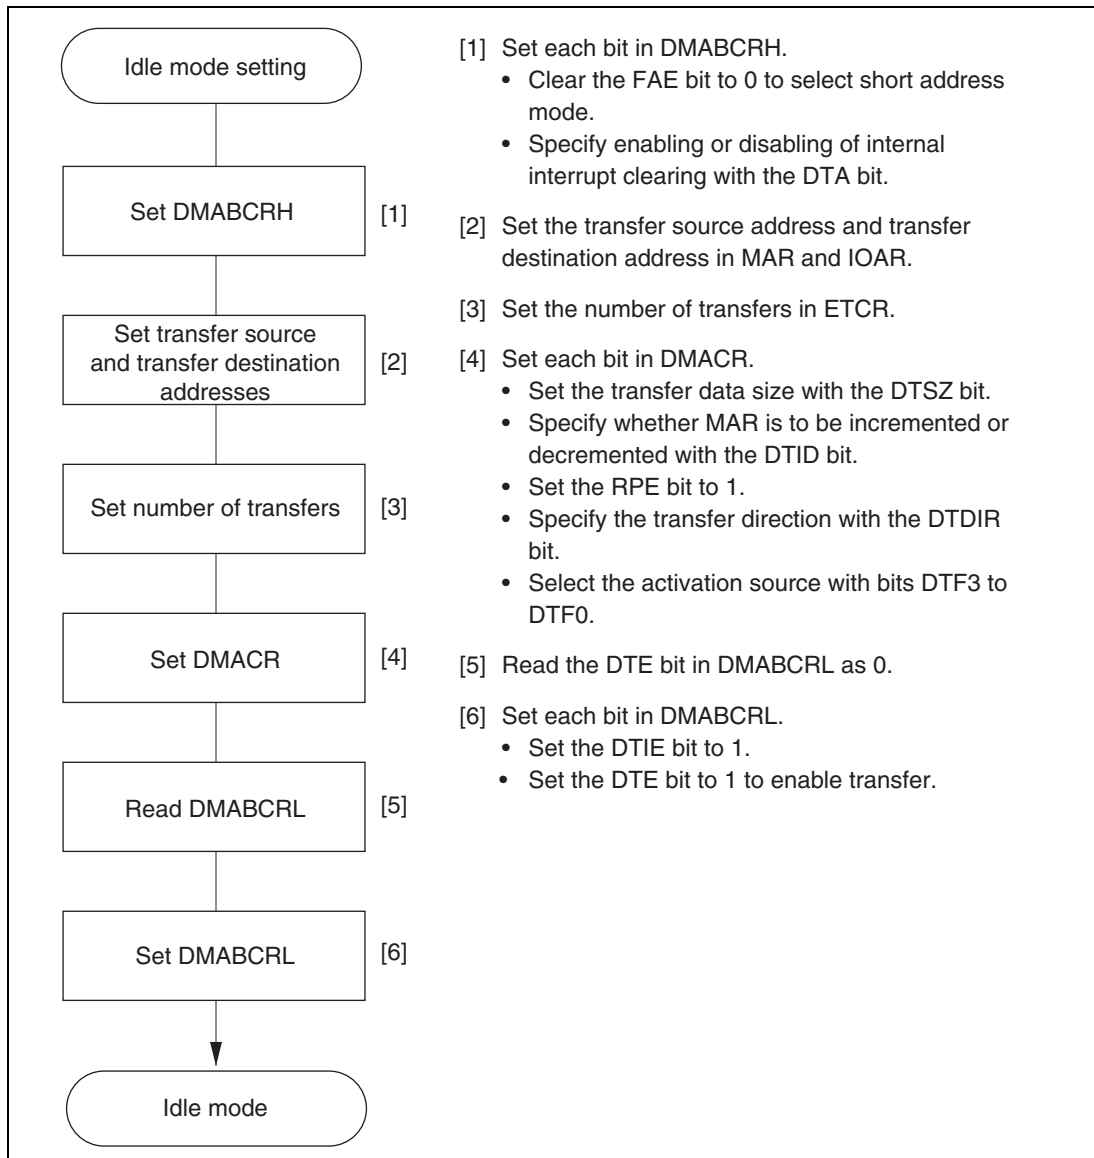 Idle mode setting
Set DMABCRH
[1]
Set transfer source
and transfer destination
addresses
[2]
Set number of transfers
[3]
Set DMACR
[4]
Read DMABCRL
[5]
Set DMABCRL
[6]
Idle mode
[1] Set each bit in DMABCRH.
• Clear the FAE bit to 0 to select short address
mode.
• Specify enabling or disabling of internal
interrupt clearing with the DTA bit.
[2] Set the transfer source address and transfer
destination address in MAR and IOAR.
[3] Set the number of transfers in ETCR.
[4] Set each bit in DMACR.
• Set the transfer data size with the DTSZ bit.
• Specify whether MAR is to be incremented or
decremented with the DTID bit.
• Set the RPE bit to 1.
• Specify the transfer direction with the DTDIR
bit.
• Select the activation source with bits DTF3 to
DTF0.
[5] Read the DTE bit in DMABCRL as 0.
[6] Set each bit in DMABCRL.
• Set the DTIE bit to 1.
• Set the DTE bit to 1 to enable transfer.